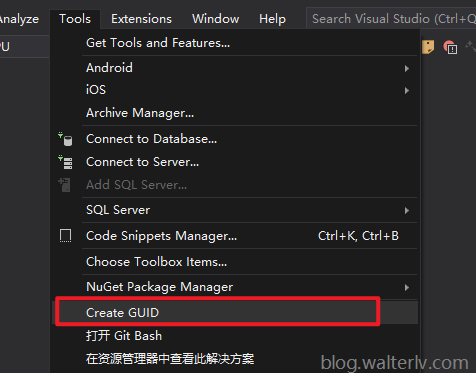 Analyze Tools Extensions Window Help Search Visual Studio (Ctrl+Q
PU
Get Tools and Features...
Android
iOS
Archive Manager...
Connect to Database...
Connect to Server...
Add SQL Server...
SQL Server
Code Snippets Manager... Ctrl+K, Ctrl+B
Choose Toolbox Items...
NuGet Package Manager
Create GUID
打开 Git Bash
在资源管理器中查看此解决方案
blog.walterlv.com